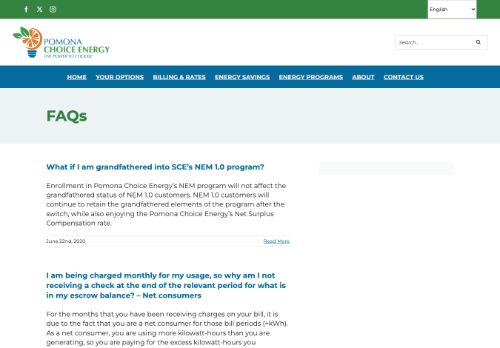 English
POMONA
CHOICE ENERGY
THE POWER TO CHOOSE
Search...
HOME YOUR OPTIONS BILLING & RATES ENERGY SAVINGS ENERGY PROGRAMS ABOUT CONTACT US
FAQs
What if I am grandfathered into SCE's NEM 1.0 program?
Enrollment in Pomona Choice Energy's NEM program will not affect the
grandfathered status of NEM 1.0 customers. NEM 1.0 customers will
continue to retain the grandfathered elements of the program after the
switch, while also enjoying the Pomona Choice Energy's Net Surplus
Compensation rate.
June 22nd, 2020 Read More
I am being charged monthly for my usage, so why am I not
receiving a check at the end of the relevant period for what is
in my escrow balance? – Net consumers
For the months that you have been receiving charges on your bill, it is
due to the fact that you are a net consumer for those bill periods (+kWh).
As a net consumer, you are using more kilowatt-hours than you are
generating, so you are paying for the excess kilowatt-hours you